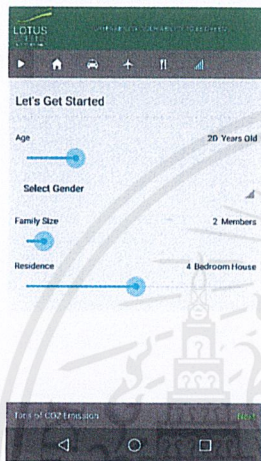 LOTUS
Let's Get Started
Age 20 Years Old
Select Gender
Family Size 2 Members
Residence 4 Bedroom House
Tons of CO2 Emission Next